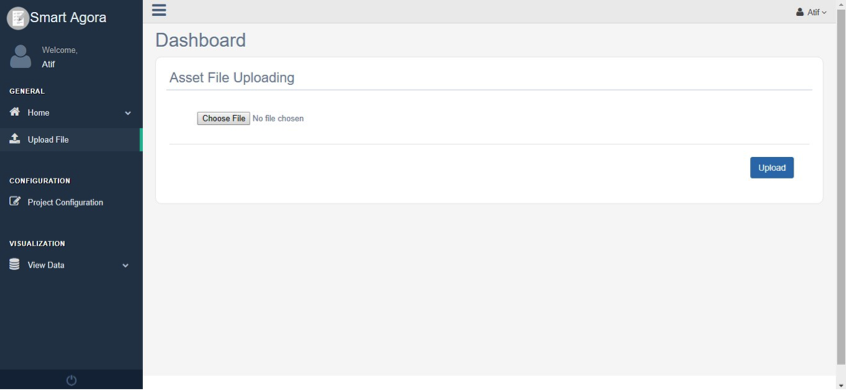 Smart Agora
Welcome,
Atif
GENERAL
Home
Upload File
CONFIGURATION
Project Configuration
VISUALIZATION
View Data
Atif
Dashboard
Asset File Uploading
Choose File No file chosen
Upload